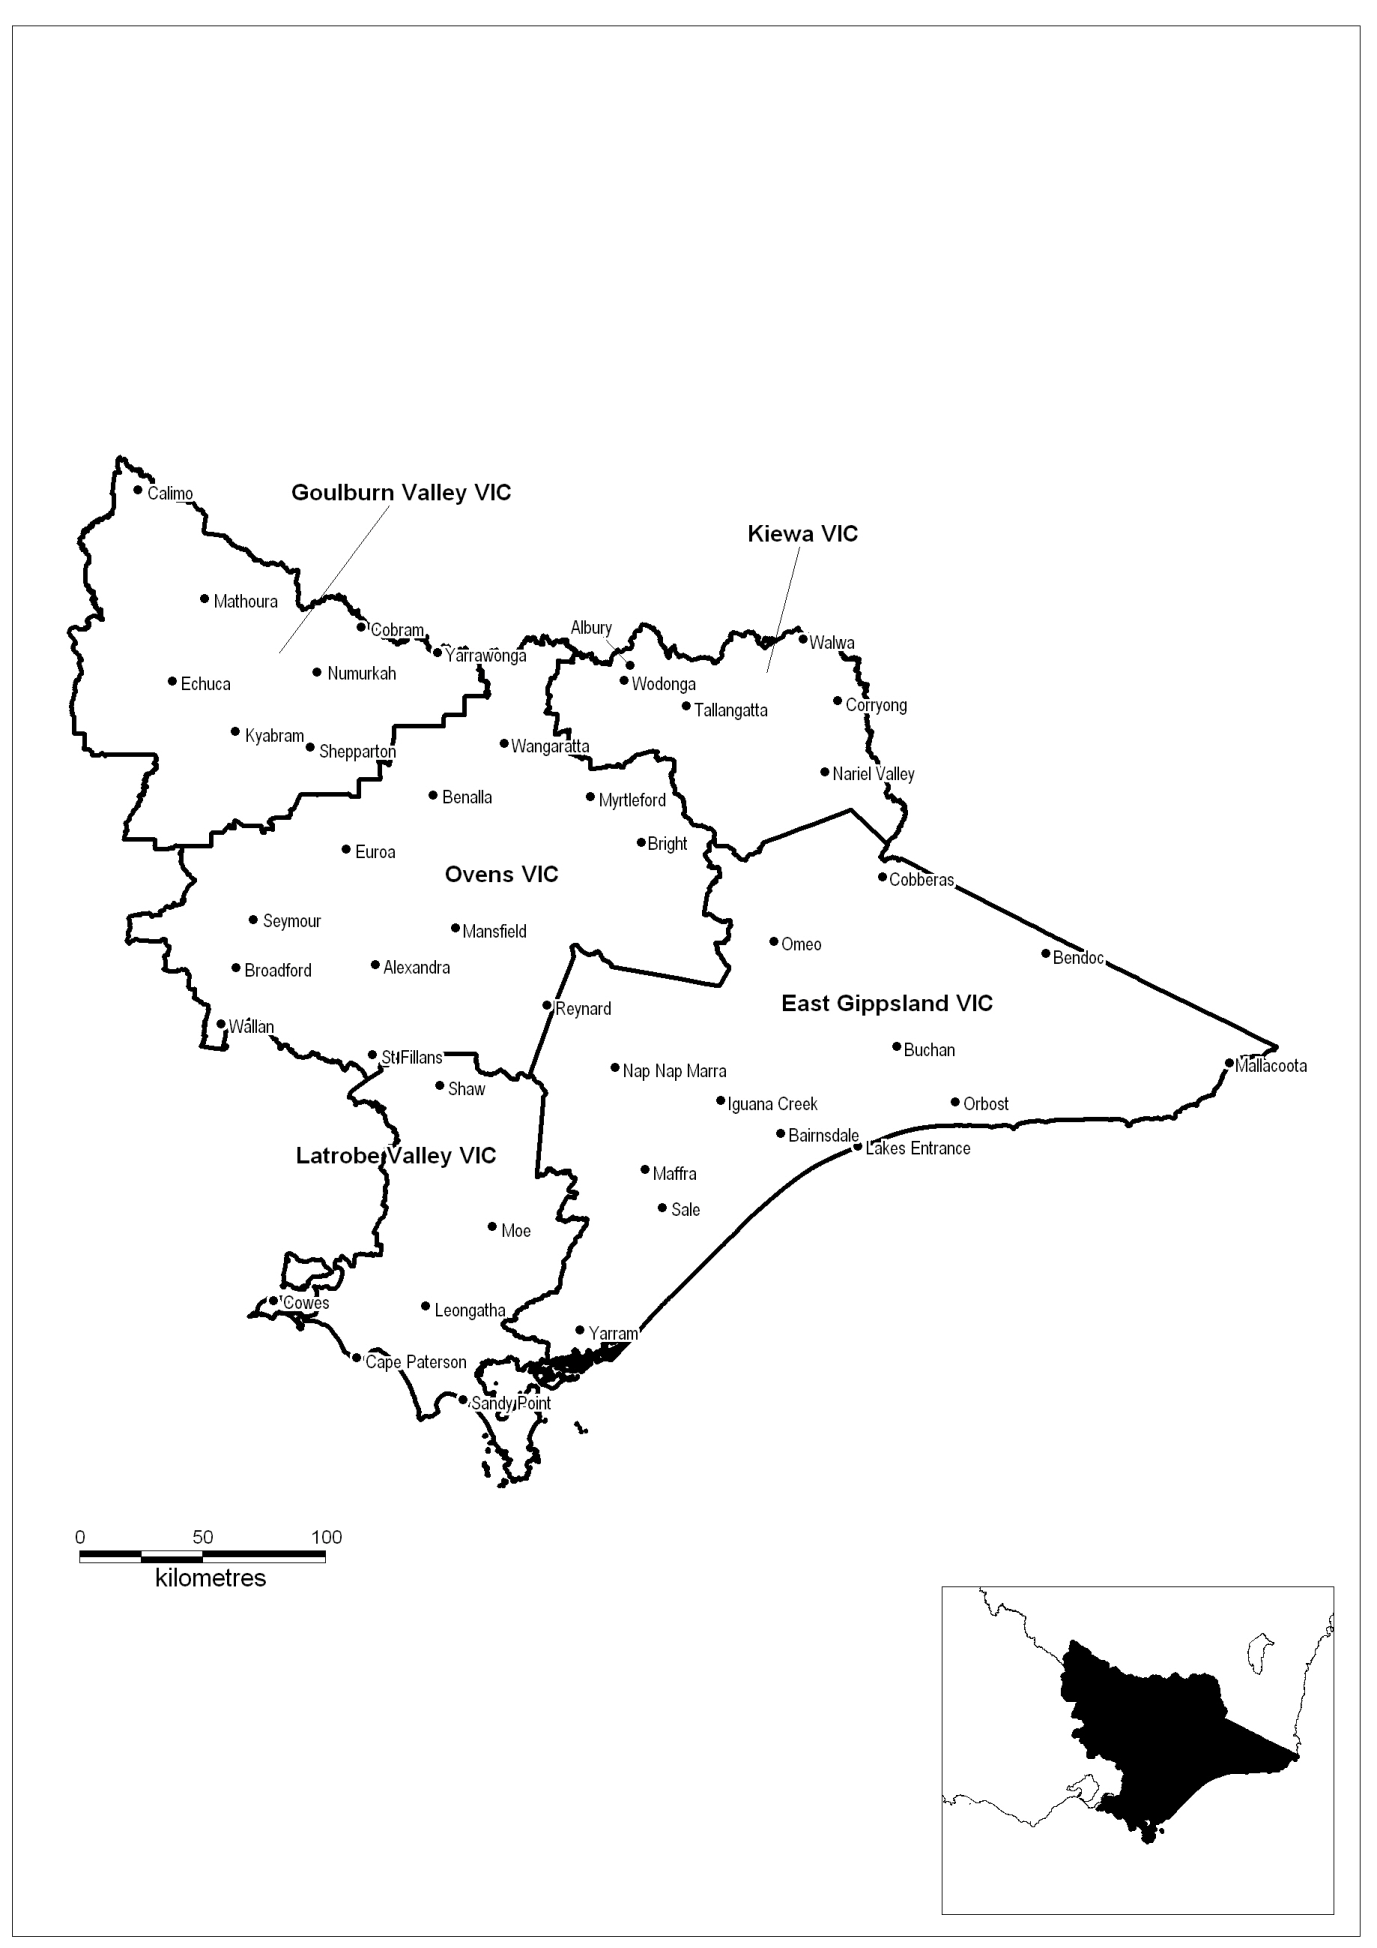 Calimo
Goulburn Valley VIC
Kiewa VIC
Mathoura
Cobram
Albury
Walwa
Yarrawonga
Numurkah
Echuca
Wodonga
Tallangatta
Corryong
Kyabram
Shepparton
Wangaratta
Nariel Valley
Benalla
Myrtleford
Bright
Euroa
Ovens VIC
Cobberas
Seymour
Mansfield
Omeo
Bendoc
Broadford
Alexandra
East Gippsland VIC
Reynard
Wallan
Buchan
St Fillans
Nap Nap Marra
Mallacoota
Shaw
Iguana Creek
Orbost
Bairnsdale
Lakes Entrance
Latrobe Valley VIC
Maffra
Sale
Moe
Cowes
Leongatha
Yarram
Cape Paterson
Sandy Point
0 50 100
kilometres